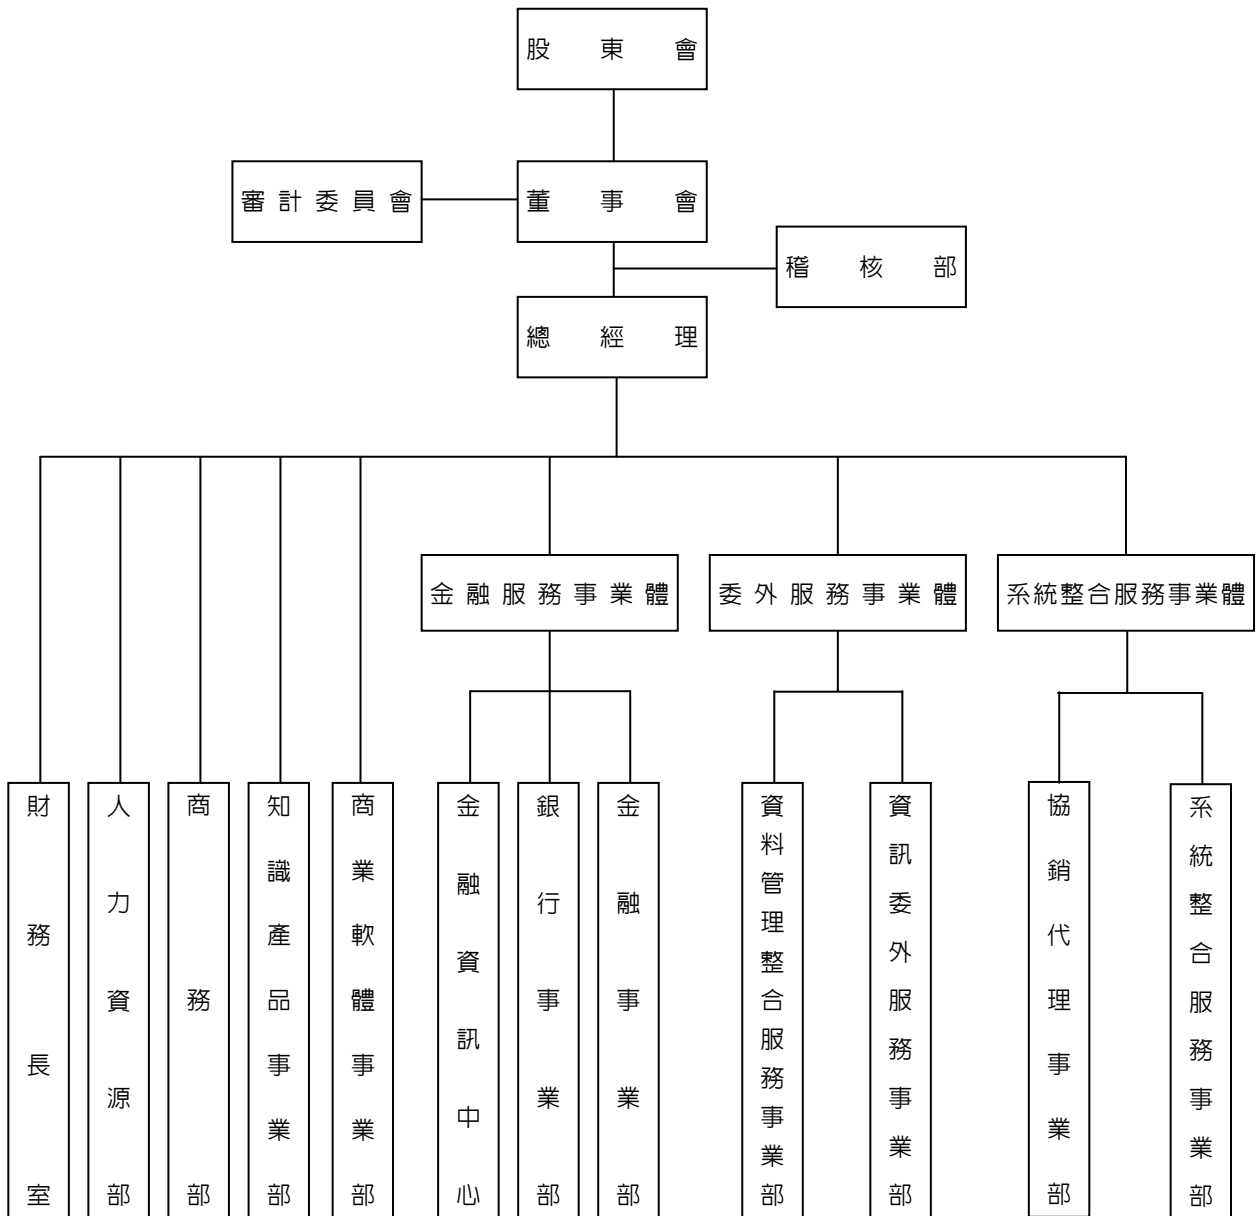 股東會
審計委員會
董事會
稽核部
總經理
金融服務事業體
委外服務事業體
系統整合服務事業體
財務長室
人力資源部
商務部
知識產品事業部
商業軟體事業部
金融資訊中心
銀行事業部
金融事業部
資料管理整合服務事業部
資訊委外服務事業部
協銷代理事業部
系統整合服務事業部